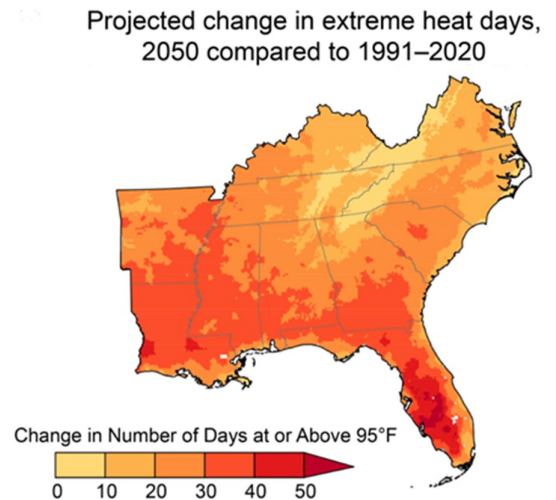 Projected change in extreme heat days,
2050 compared to 1991–2020
Change in Number of Days at or Above 95°F
0 10 20 30 40 50